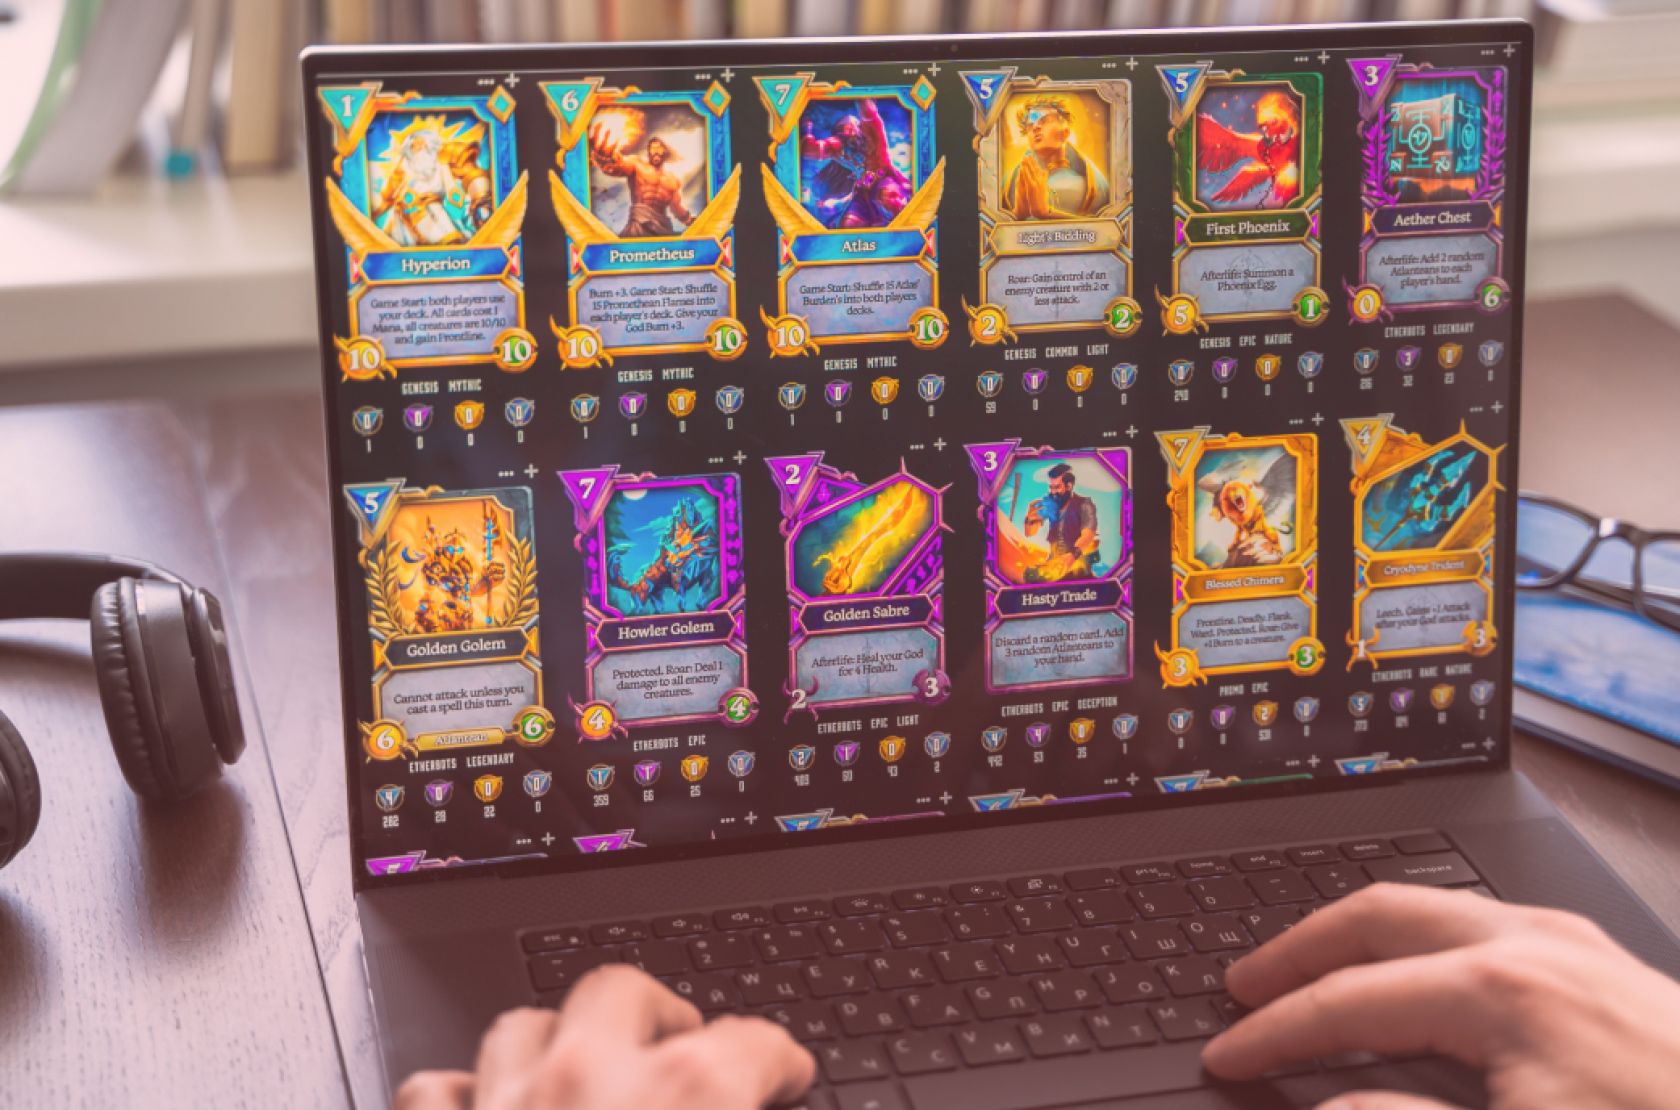 1
Hyperion
Game Start: both players use
your deck. All cards cost 1
Mana, all creatures are 10/10
and gain Frontline.
10 10
GENESIS MYTHIC
0 0 0 0
1 0 0 0
6
Prometheus
Burn +3. Game Start: Shuffle
15 Promethean Flames into
each player's deck. Give your
God Burn +3.
10 10
GENESIS MYTHIC
0 0 0 0
1 0 0 0
7
Atlas
Game Start: Shuffle 15 Atlas'
Burden's into both players
decks.
10 10
GENESIS MYTHIC
0 0 0 0
1 0 0 0
5
Light's Bidding
Roar: Gain control of an
enemy creature with 2 or
less attack.
2 2
GENESIS COMMON LIGHT
0 0 0 0
59 0 0 0
5
First Phoenix
Afterlife: Summon a
Phoenix Egg.
5 1
GENESIS EPIC NATURE
0 0 0 0
240 0 0 0
3
Aether Chest
Afterlife: Add 2 random
Atlanteans to each
player's hand.
0 6
ETHERBOTS LEGENDARY
0 3 0 0
216 32 23 0
5
Golden Golem
Cannot attack unless you
cast a spell this turn.
6 Atlantean 6
ETHERBOTS LEGENDARY
4 0 0 0
282 28 22 0
7
Howler Golem
Protected. Roar: Deal 1
damage to all enemy
creatures.
4 4
ETHERBOTS EPIC
1 1 0 0
359 66 25 0
2
Golden Sabre
Afterlife: Heal your God
for 4 Health.
2 3
ETHERBOTS EPIC LIGHT
2 1 0 0
409 60 43 2
3
Hasty Trade
Discard a random card. Add
3 random Atlanteans to
your hand.
ETHERBOTS EPIC DECEPTION
4 4 0 0
442 53 35 1
7
Blessed Chimera
Frontline. Deadly. Flank.
Ward. Protected. Roar: Give
+1 Burn to a creature.
3 3
PROMO EPIC
0 0 2 0
0 0 531 0
4
Cryodyne Trident
Leech. Gains +1 Attack
after your God attacks.
1 3
ETHERBOTS RARE NATURE
insert delete
backspace
2 3 4 5 6 7 8 9 0
Q Й W Ц E У R К T Е Y Н U Г I Ш O Щ P
D В F А G П H Р J О K Л
C С V М B И N Т M Ь